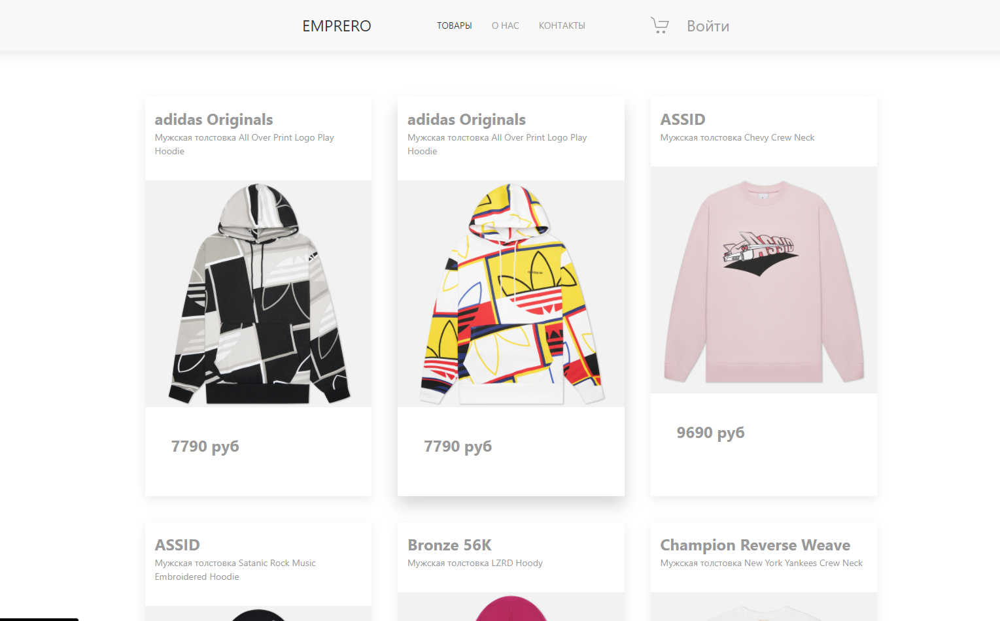 EMPRERO
ТОВАРЫ
О НАС
КОНТАКТЫ
Войти
adidas Originals
Мужская толстовка All Over Print Logo Play
Hoodie
7790 руб
adidas Originals
Мужская толстовка All Over Print Logo Play
Hoodie
7790 руб
ASSID
Мужская толстовка Chevy Crew Neck
ASSID
9690 руб
ASSID
Мужская толстовка Satanic Rock Music
Embroidered Hoodie
Bronze 56K
Мужская толстовка LZRD Hoody
Champion Reverse Weave
Мужская толстовка New York Yankees Crew Neck